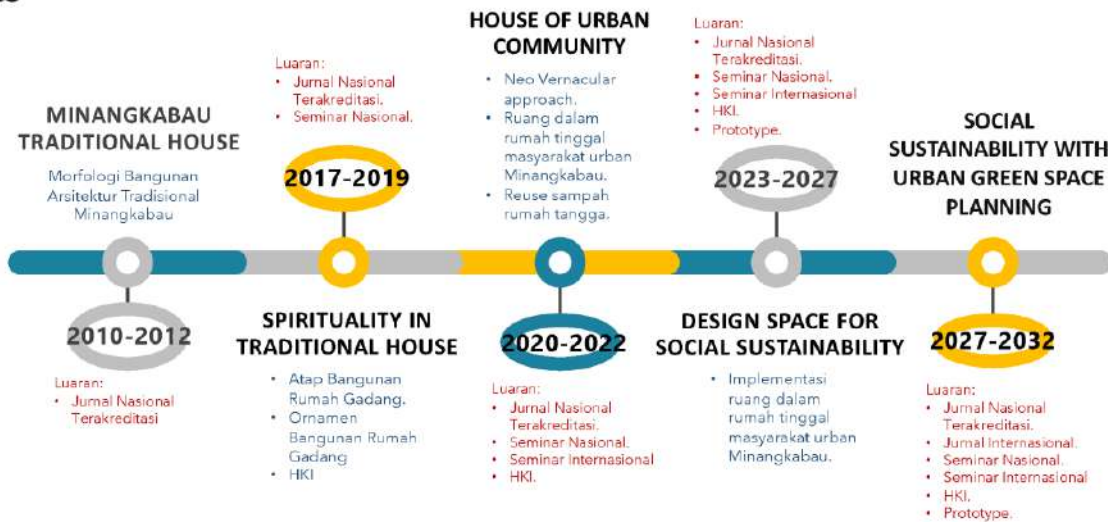 MINANGKABAU
TRADITIONAL HOUSE
Morfologi Bangunan
Arsitektur Tradisional
Minangkabau
2010-2012
Luaran:
• Jurnal Nasional
Terakreditasi
Luaran:
• Jurnal Nasional
Terakreditasi.
• Seminar Nasional.
2017-2019
SPIRITUALITY IN
TRADITIONAL HOUSE
• Atap Bangunan
Rumah Gadang.
• Ornamen
Bangunan Rumah
Gadang
• HKI
HOUSE OF URBAN
COMMUNITY
• Neo Vernacular
approach.
• Ruang dalam
rumah tinggal
masyarakat urban
Minangkabau.
• Reuse sampah
rumah tangga.
2020-2022
Luaran:
• Jurnal Nasional
Terakreditasi.
• Seminar Nasional.
• Seminar Internasional
• HKI.
Luaran:
• Jurnal Nasional
Terakreditasi.
• Seminar Nasional.
• Seminar Internasional
• HKI.
• Prototype.
2023-2027
DESIGN SPACE FOR
SOCIAL SUSTAINABILITY
• Implementasi
ruang dalam
rumah tinggal
masyarakat urban
Minangkabau.
SOCIAL
SUSTAINABILITY WITH
URBAN GREEN SPACE
PLANNING
2027-2032
Luaran:
• Jurnal Nasional
Terakreditasi.
• Jurnal Internasional.
• Seminar Nasional.
• Seminar Internasional
• HKI.
• Prototype.